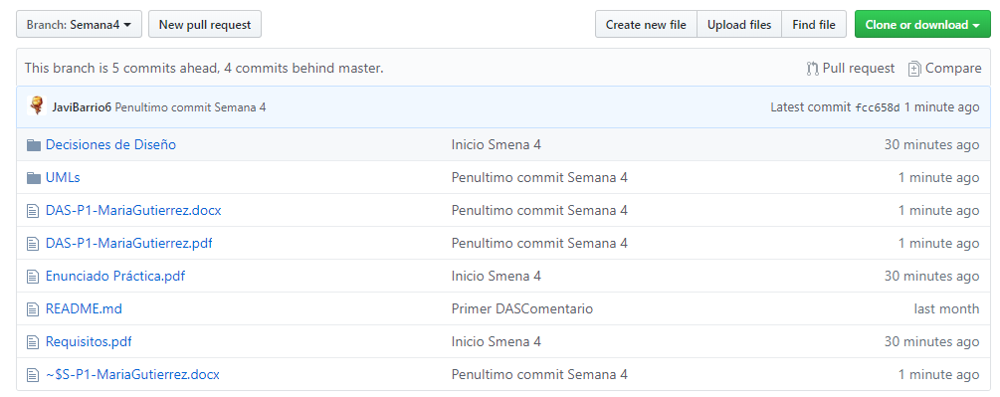 Branch: Semana4 New pull request Create new file Upload files Find file Clone or download
This branch is 5 commits ahead, 4 commits behind master. Pull request Compare
JaviBarrio6 Penultimo commit Semana 4 Latest commit fcc658d 1 minute ago
Decisiones de Diseño Inicio Smena 4 30 minutes ago
UMLs Penultimo commit Semana 4 1 minute ago
DAS-P1-MariaGutierrez.docx Penultimo commit Semana 4 1 minute ago
DAS-P1-MariaGutierrez.pdf Penultimo commit Semana 4 1 minute ago
Enunciado Práctica.pdf Inicio Smena 4 30 minutes ago
README.md Primer DASComentario last month
Requisitos.pdf Inicio Smena 4 30 minutes ago
~$S-P1-MariaGutierrez.docx Penultimo commit Semana 4 1 minute ago